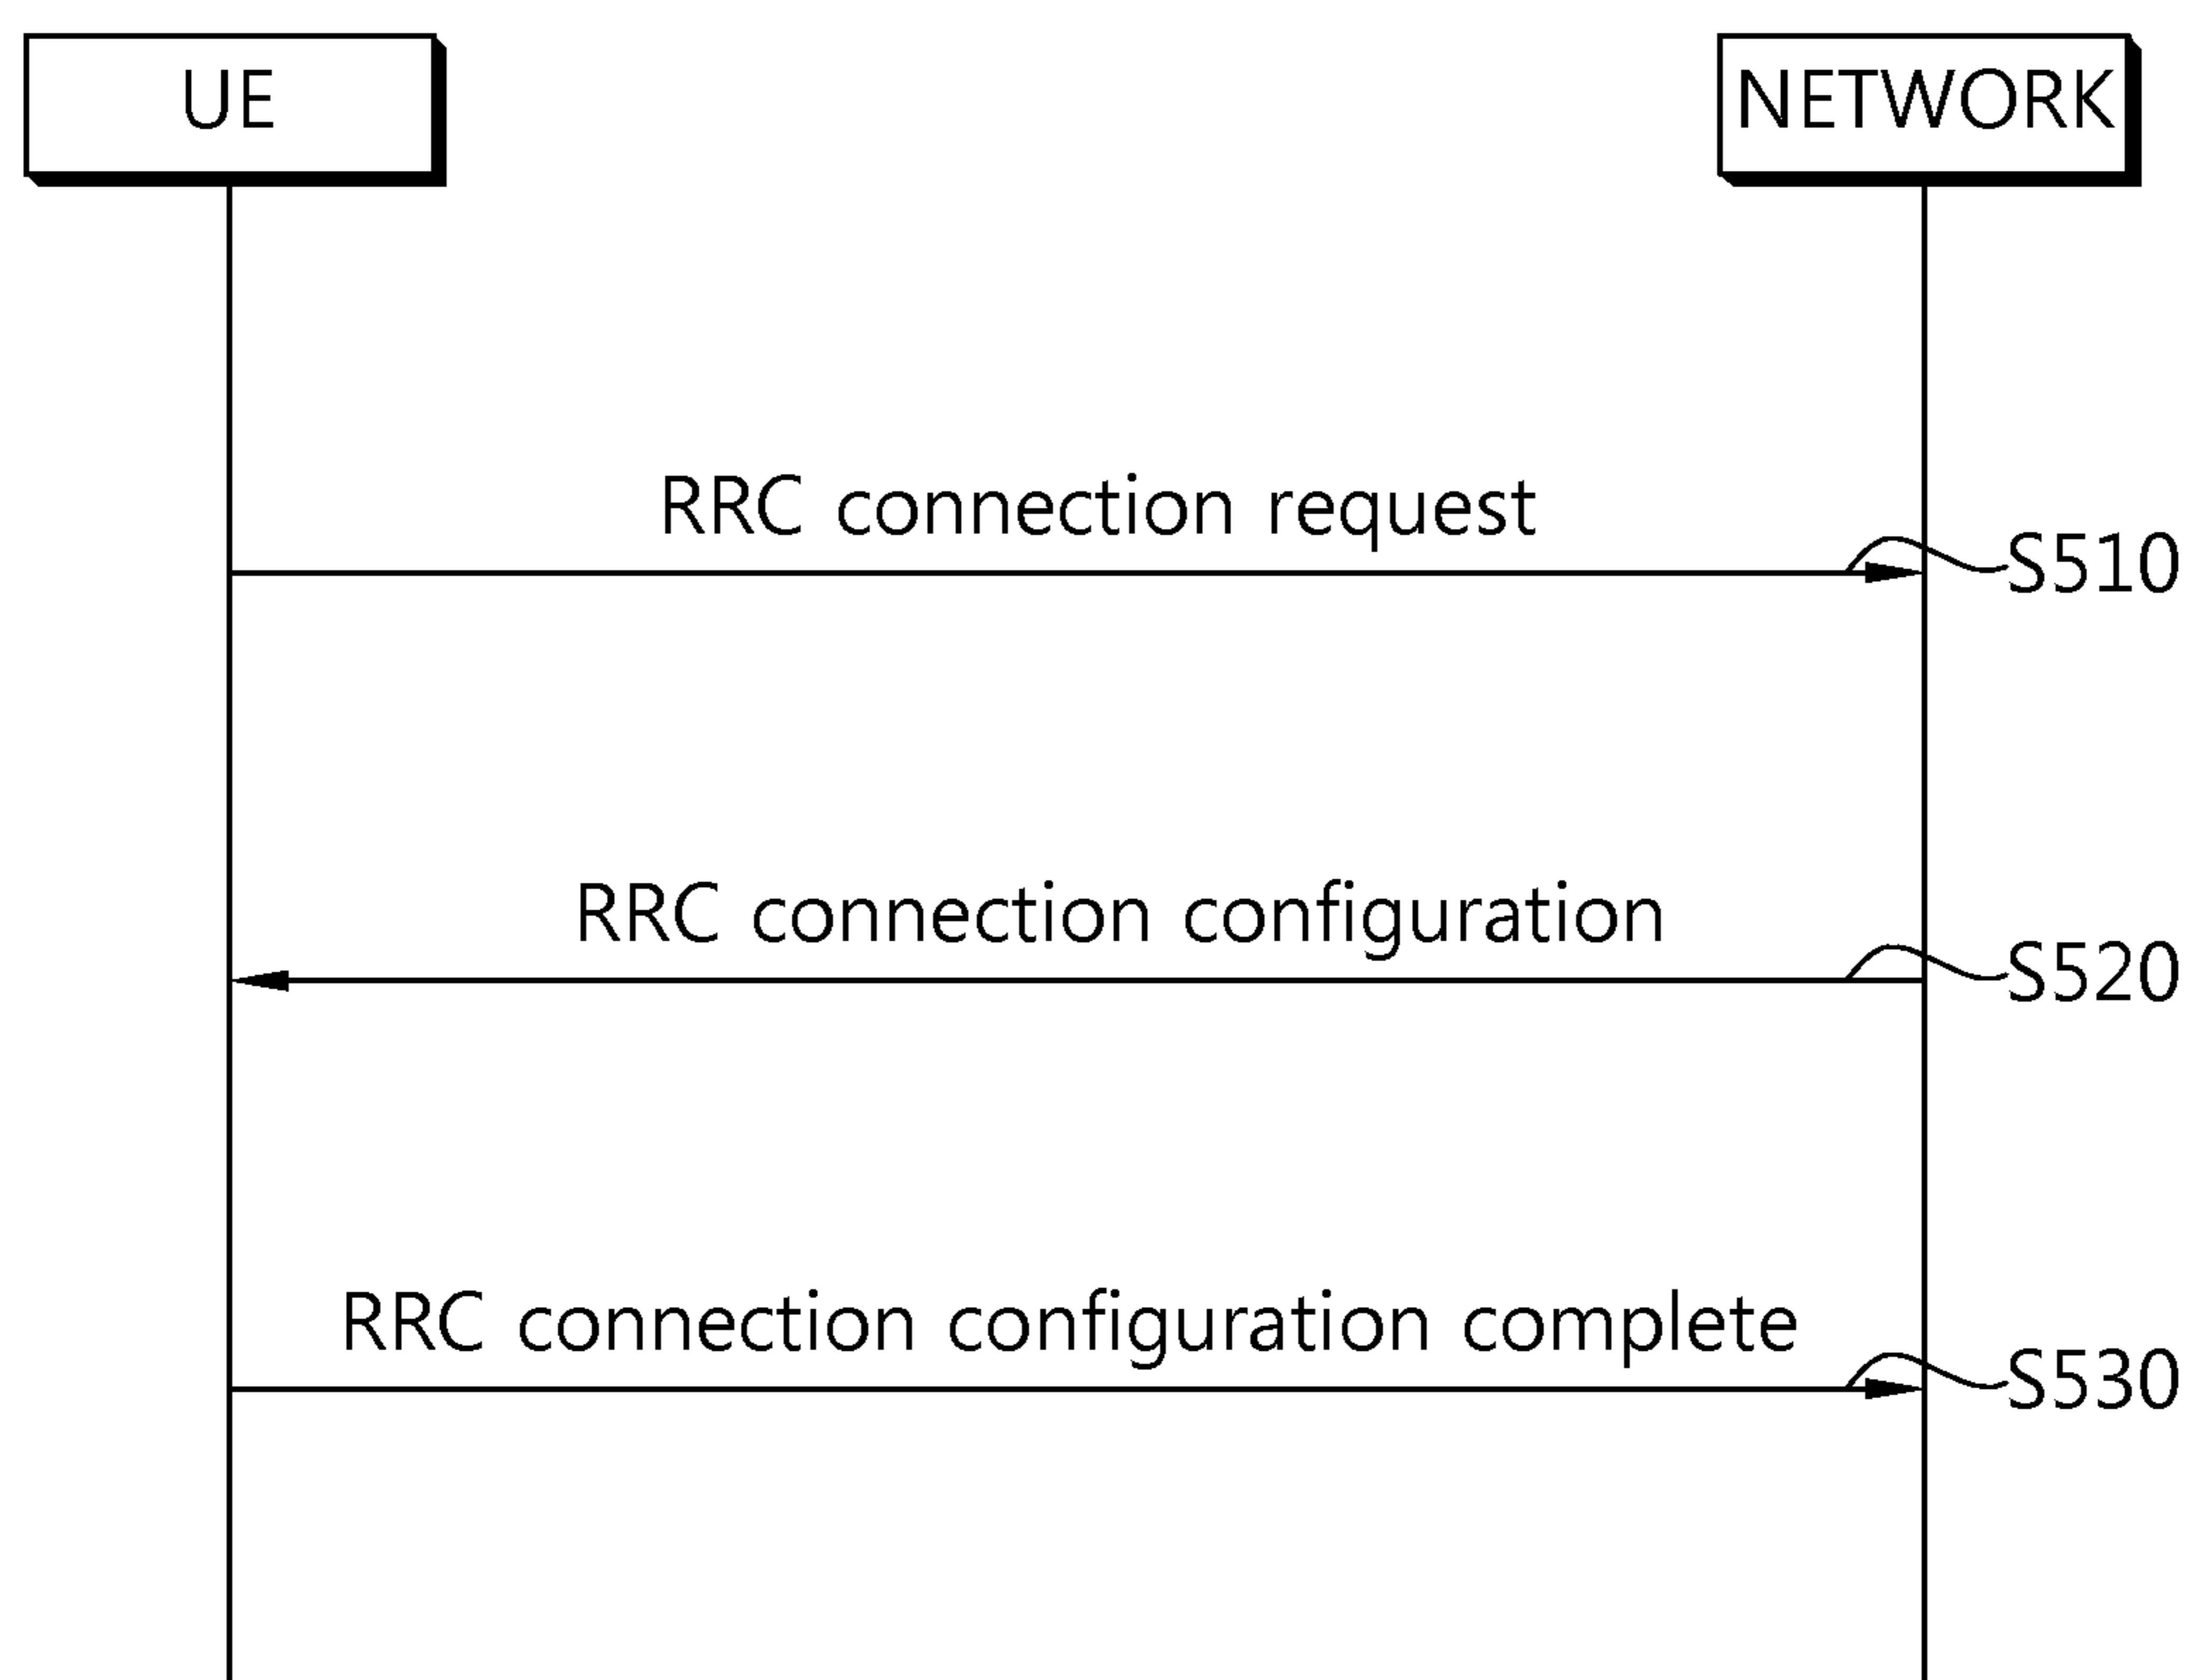 UE
NETWORK
RRC connection request
S510
RRC connection configuration
S520
RRC connection configuration complete
S530